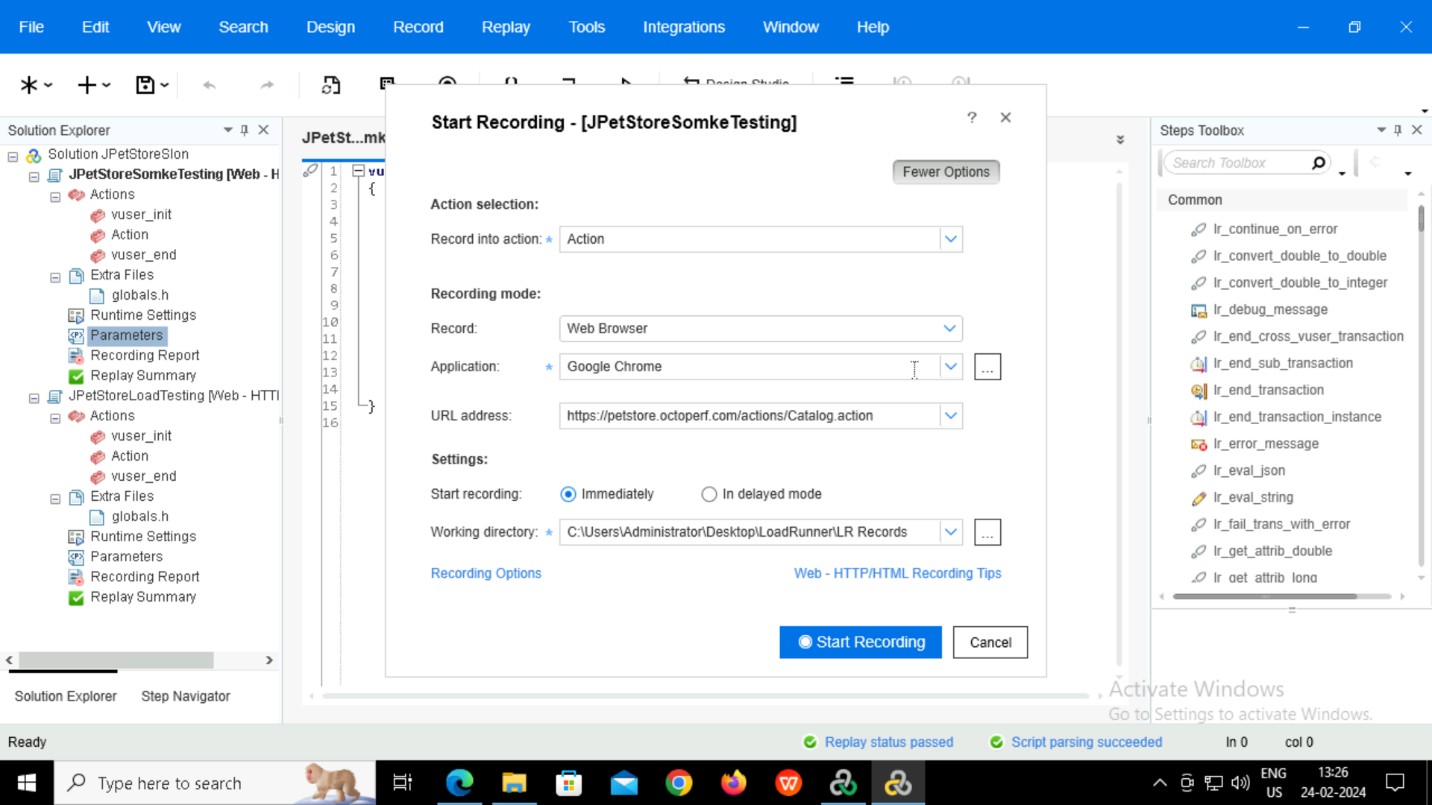 File Edit View Search Design Record Replay Tools Integrations Window Help
Solution Explorer
Solution JPetStoreSlon
JPetStoreSomkeTesting [Web - H
Actions
vuser_init
Action
vuser_end
Extra Files
globals.h
Runtime Settings
Parameters
Recording Report
Replay Summary
JPetStoreLoadTesting [Web - HTTI
Actions
vuser_init
Action
vuser_end
Extra Files
globals.h
Runtime Settings
Parameters
Recording Report
Replay Summary
Solution Explorer Step Navigator
JPetSt...mk
1 vu
2 {
3
4
5
6
7
8
9
10
11
12
13
14
15 }
16
Start Recording - [JPetStoreSomkeTesting]
?
Fewer Options
Action selection:
Record into action: * Action
Recording mode:
Record: Web Browser
Application: * Google Chrome ...
URL address: https://petstore.octoperf.com/actions/Catalog.action
Settings:
Start recording: Immediately In delayed mode
Working directory: * C:\Users\Administrator\Desktop\LoadRunner\LR Records ...
Recording Options Web - HTTP/HTML Recording Tips
Start Recording Cancel
Steps Toolbox
Search Toolbox
Common
lr_continue_on_error
lr_convert_double_to_double
lr_convert_double_to_integer
lr_debug_message
lr_end_cross_vuser_transaction
lr_end_sub_transaction
lr_end_transaction
lr_end_transaction_instance
lr_error_message
lr_eval_json
lr_eval_string
lr_fail_trans_with_error
lr_get_attrib_double
lr_get_attrib_long
Activate Windows
Go to Settings to activate Windows.
Ready Replay status passed Script parsing succeeded ln 0 col 0
Type here to search
ENG
US
13:26
24-02-2024